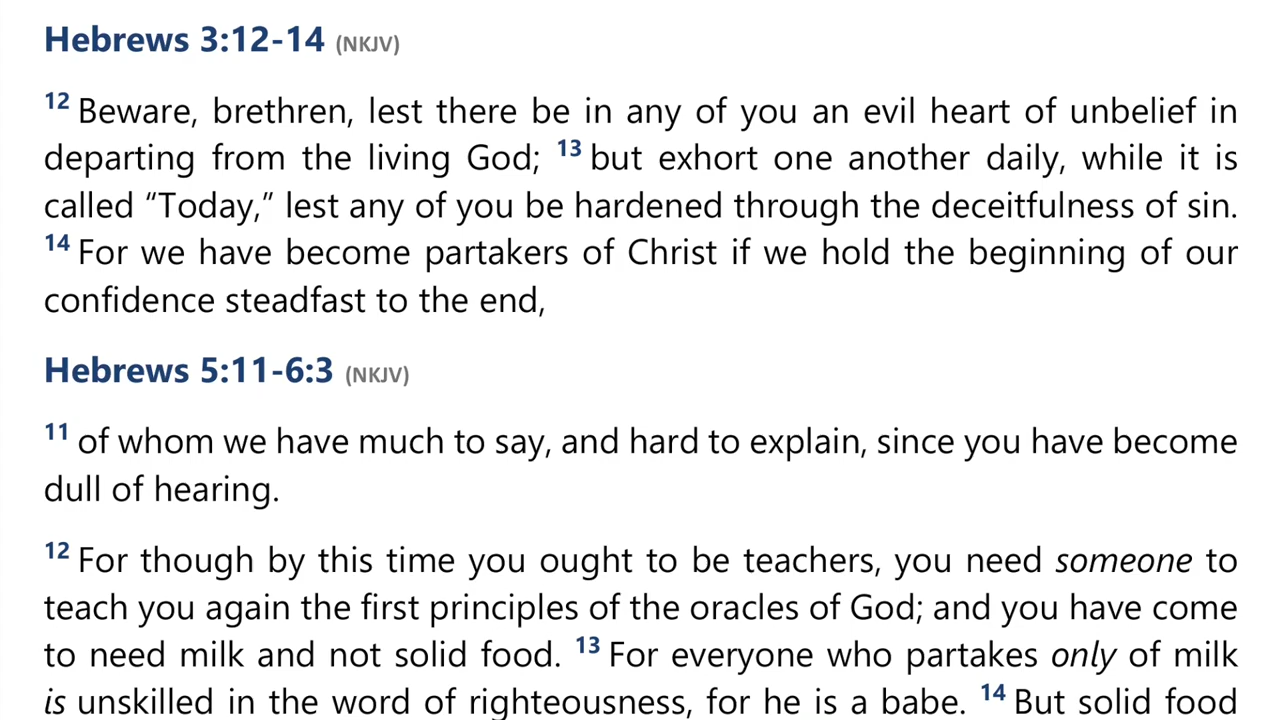 Hebrews 3:12-14 (NKJV)
12 Beware, brethren, lest there be in any of you an evil heart of unbelief in
departing from the living God; 13 but exhort one another daily, while it is
called “Today,” lest any of you be hardened through the deceitfulness of sin.
14 For we have become partakers of Christ if we hold the beginning of our
confidence steadfast to the end,
Hebrews 5:11-6:3 (NKJV)
11 of whom we have much to say, and hard to explain, since you have become
dull of hearing.
12 For though by this time you ought to be teachers, you need someone to
teach you again the first principles of the oracles of God; and you have come
to need milk and not solid food. 13 For everyone who partakes only of milk
is unskilled in the word of righteousness, for he is a babe. 14 But solid food